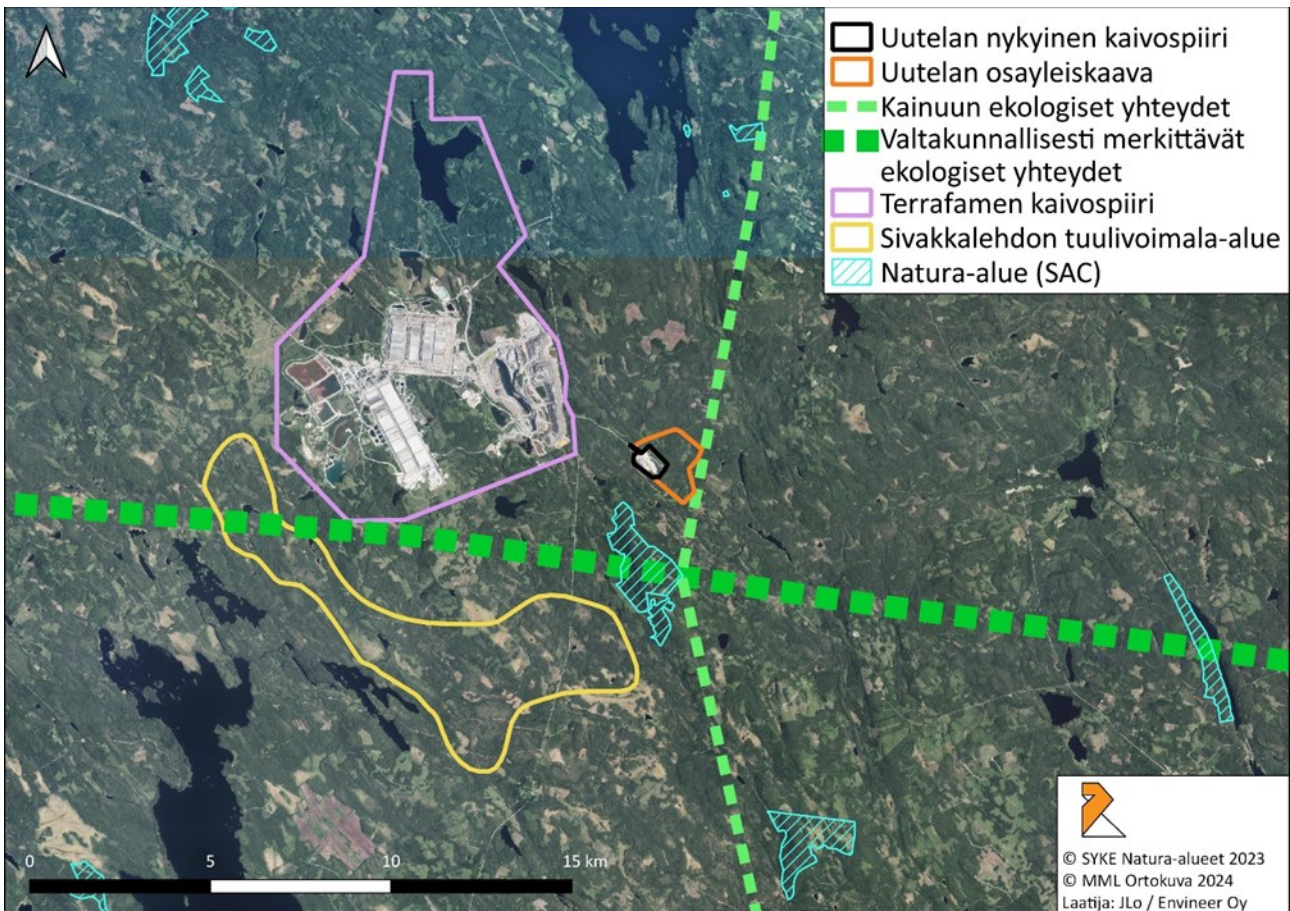 Uutelan nykyinen kaivospiiri
Uutelan osayleiskaava
Kainuun ekologiset yhteydet
Valtakunnallisesti merkittävät
ekologiset yhteydet
Terrafamen kaivospiiri
Sivakkalehdon tuulivoimala-alue
Natura-alue (SAC)
0 5 10 15 km
© SYKE Natura-alueet 2023
© MML Ortokuva 2024
Laatija: JLo / Envineer Oy